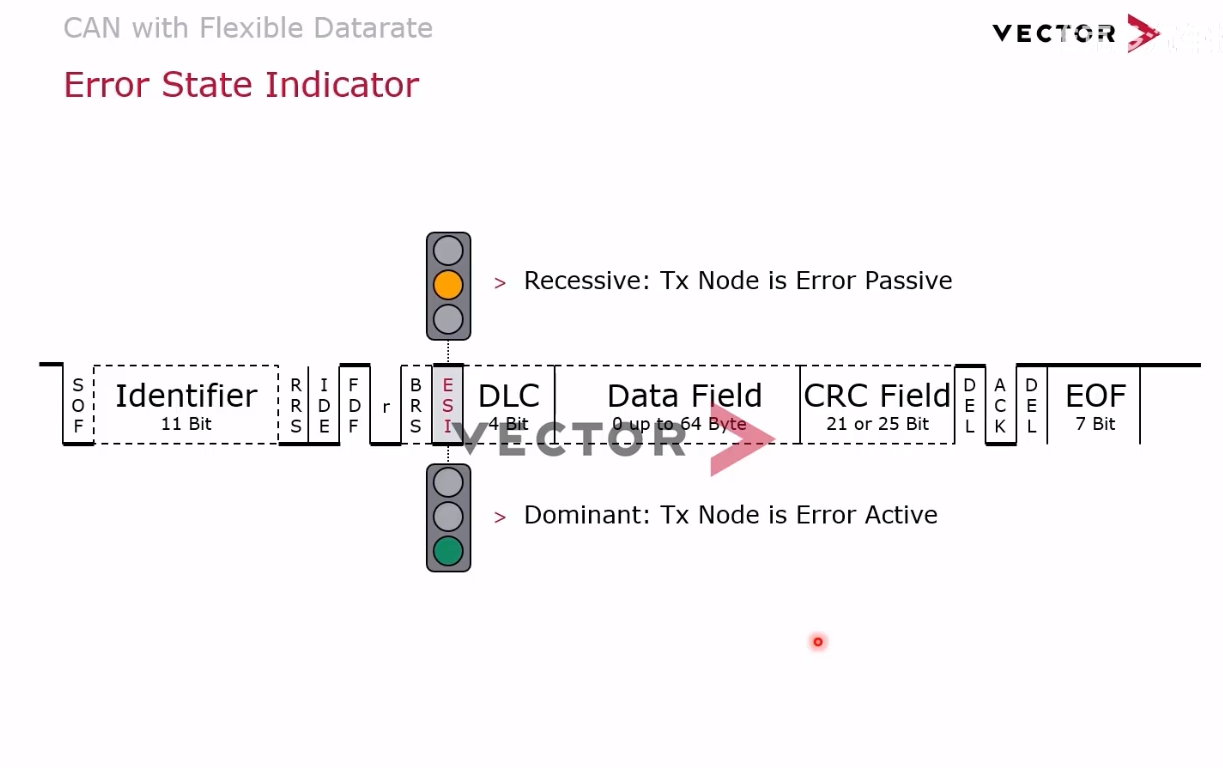 CAN with Flexible Datarate
VECTOR
Error State Indicator
> Recessive: Tx Node is Error Passive
SOF
Identifier
11 Bit
RRS
IDE
FDF
r
BRS
ESI
DLC
4 Bit
Data Field
0 up to 64 Byte
CRC Field
21 or 25 Bit
DEL
ACK
DEL
EOF
7 Bit
VECTOR
> Dominant: Tx Node is Error Active